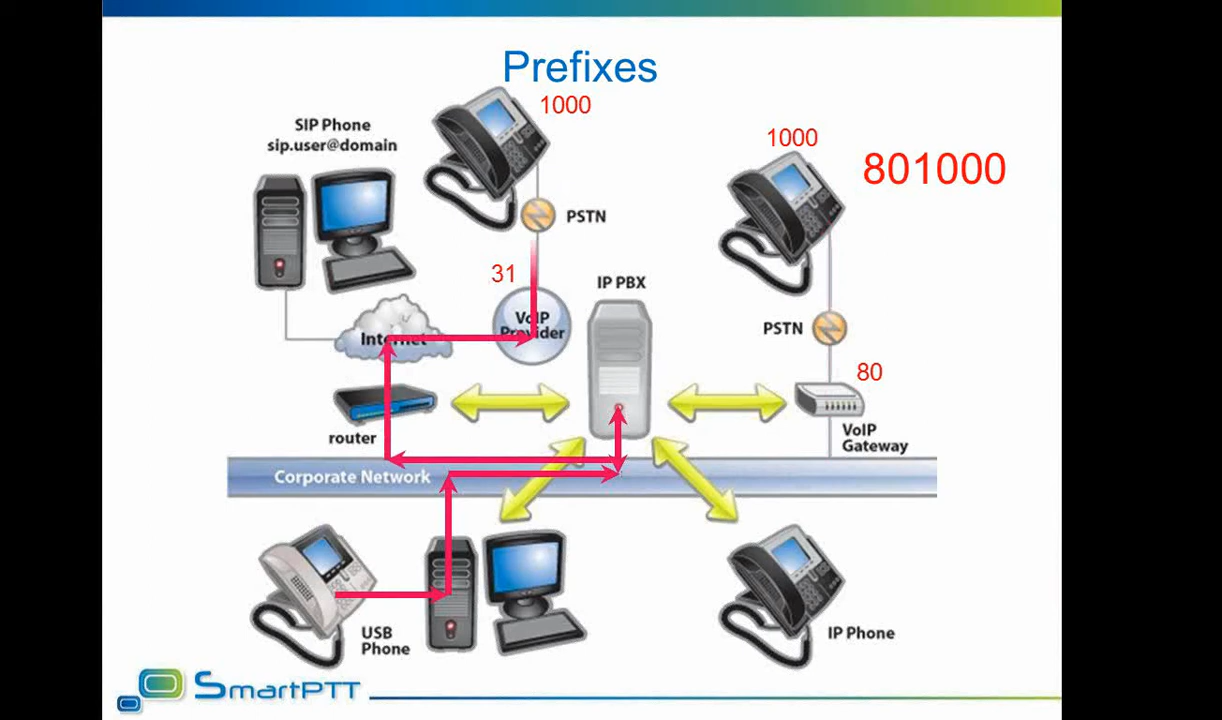 Prefixes
1000
SIP Phone
sip.user@domain
1000
801000
PSTN
31
IP PBX
VoIP
Provider
PSTN
Internet
80
router
VoIP
Gateway
Corporate Network
USB
Phone
IP Phone
SmartPTT